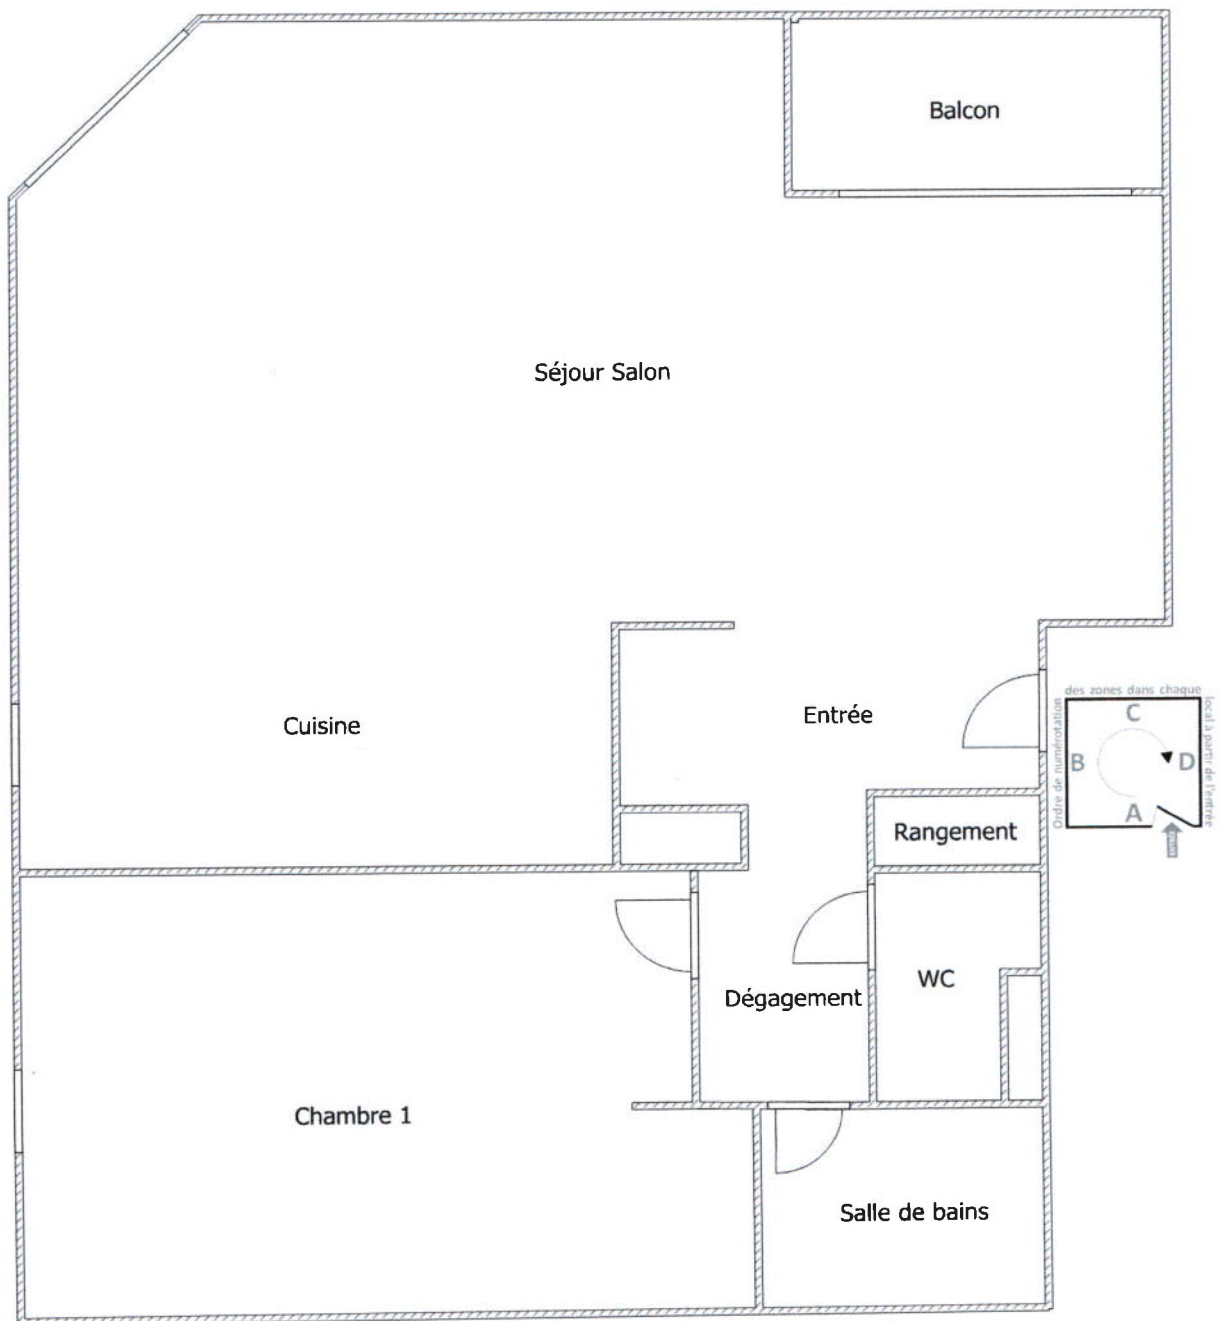 Balcon
Séjour Salon
Cuisine
Entrée
des zones dans chaque
Ordre de numérotation
local à partir de l'entrée
C
B
D
A
Rangement
WC
Dégagement
Chambre 1
Salle de bains